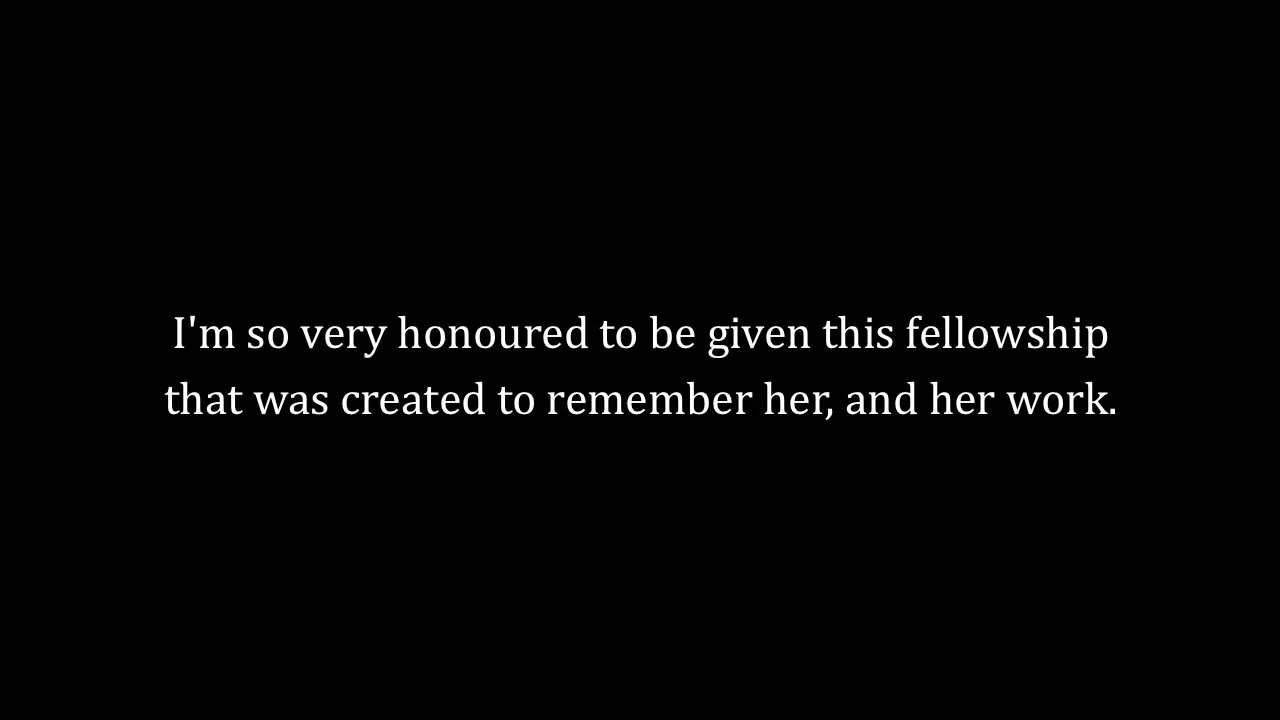 I'm so very honoured to be given this fellowship
that was created to remember her, and her work.